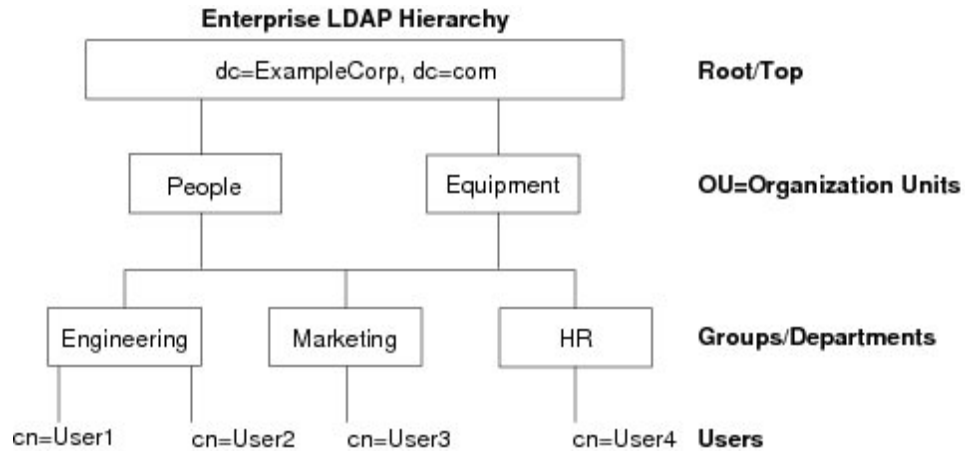 Enterprise LDAP Hierarchy
dc=ExampleCorp, dc=com
Root/Top
People
Equipment
OU=Organization Units
Engineering
Marketing
HR
Groups/Departments
cn=User1
cn=User2
cn=User3
cn=User4
Users